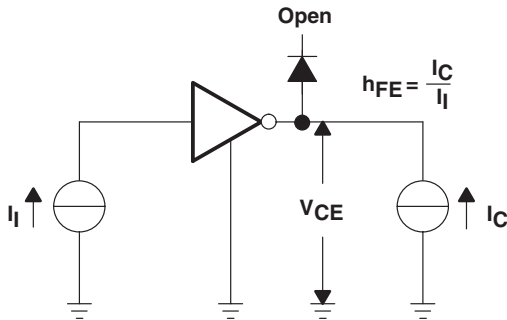 Open
hFE = IC
II
II
VCE
IC